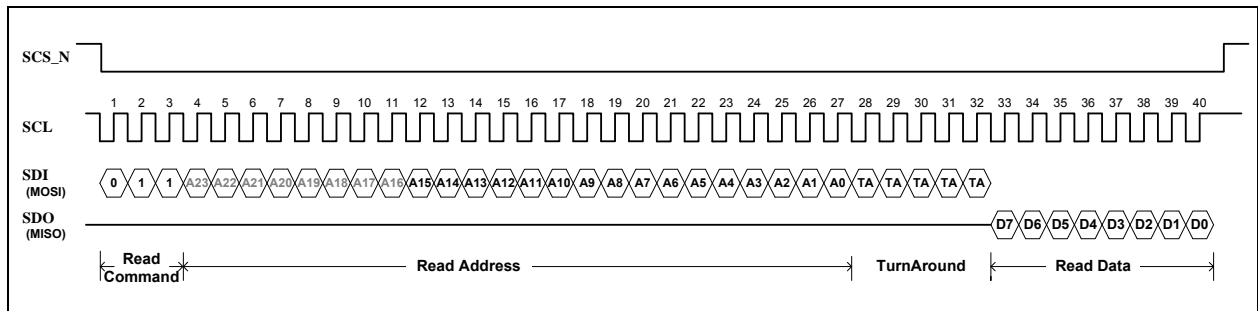 SCS_N
1 2 3 4 5 6 7 8 9 10 11 12 13 14 15 16 17 18 19 20 21 22 23 24 25 26 27 28 29 30 31 32 33 34 35 36 37 38 39 40
SCL
SDI
(MOSI)
0 1 1 A23 A22 A21 A20 A19 A18 A17 A16 A15 A14 A13 A12 A11 A10 A9 A8 A7 A6 A5 A4 A3 A2 A1 A0 TA TA TA TA TA
SDO
(MISO)
D7 D6 D5 D4 D3 D2 D1 D0
Read
Command
Read Address
TurnAround
Read Data